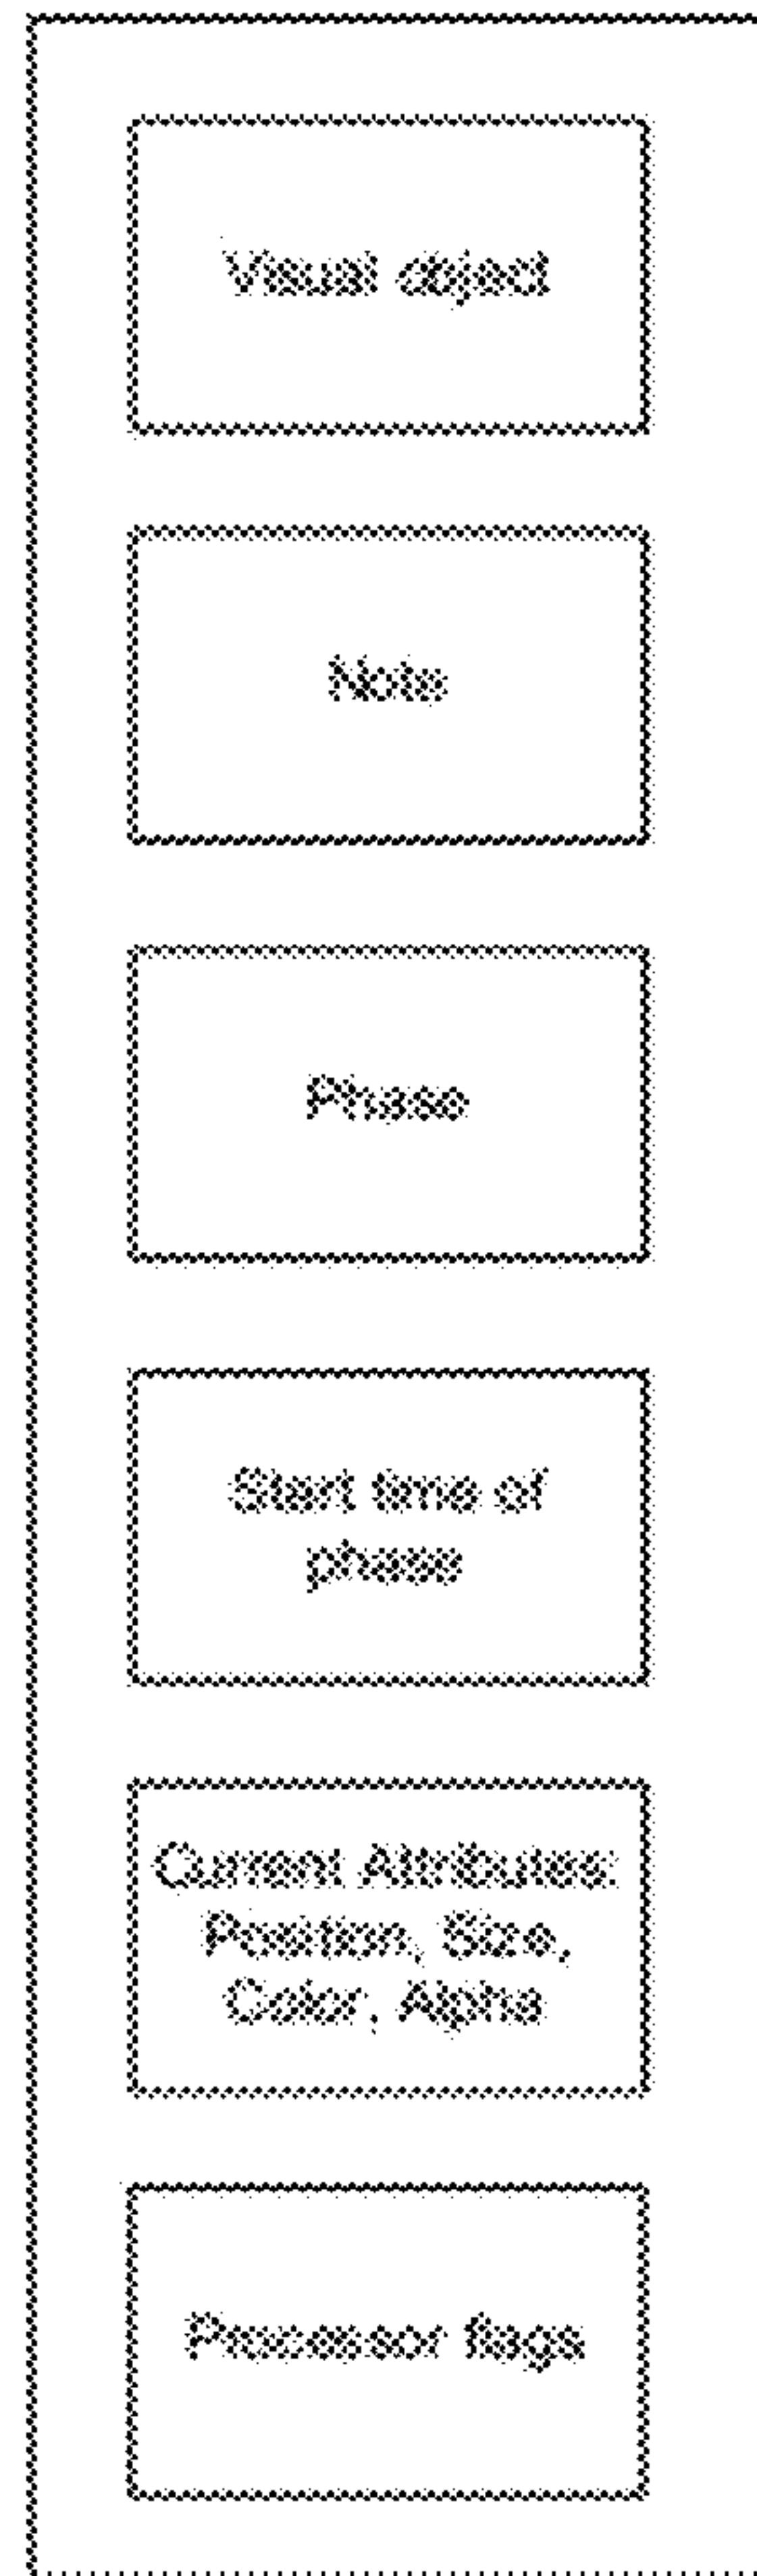 Visual object
Note
Phase
Start time of
phase
Current Attributes:
Position, Size,
Color, Alpha
Processor flags